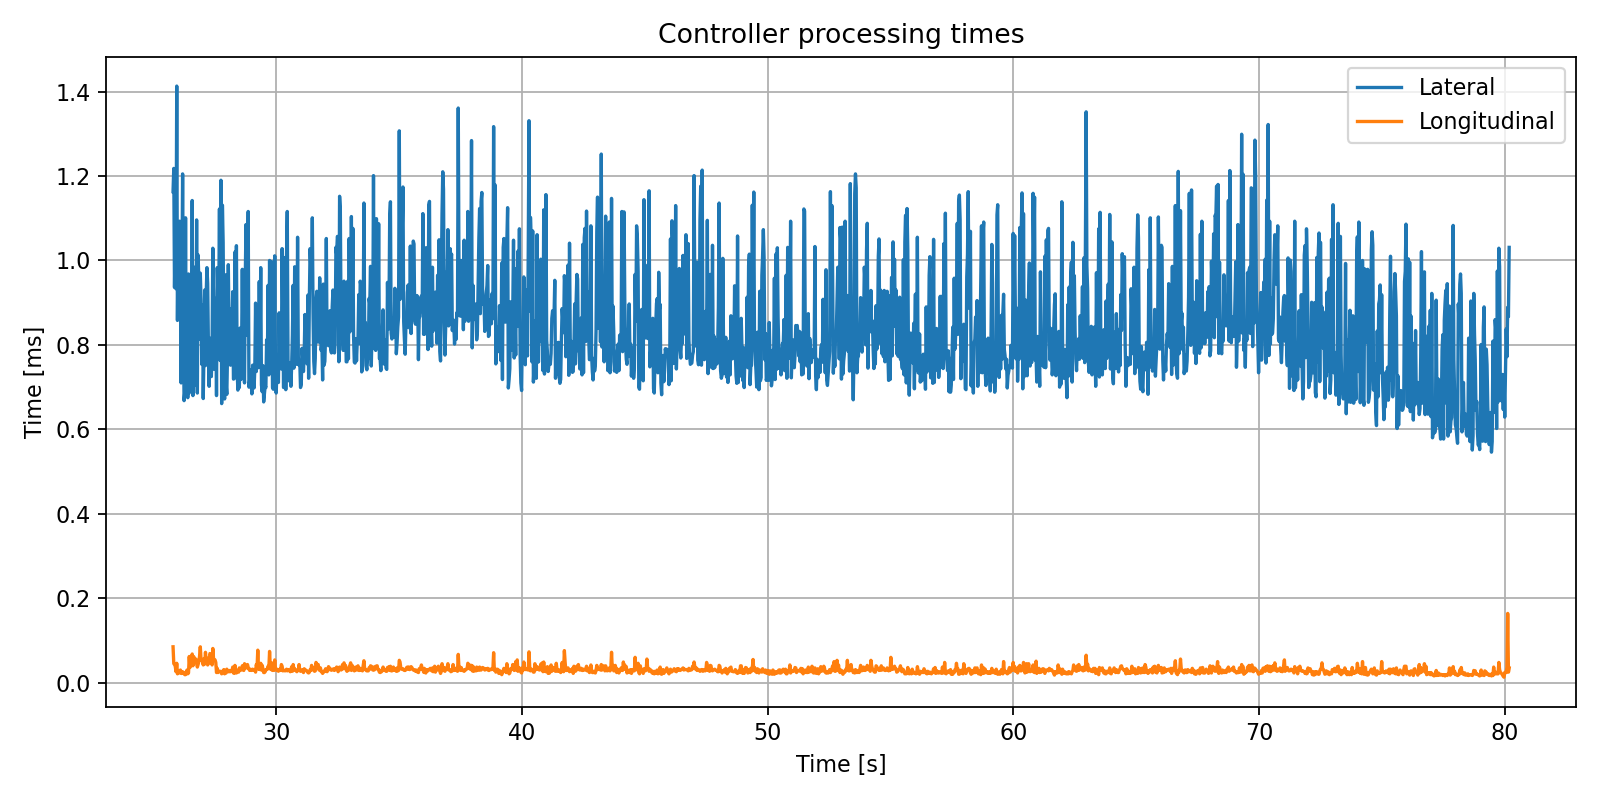 Controller processing times
Lateral
Longitudinal
Time [ms]
1.4
1.2
1.0
0.8
0.6
0.4
0.2
0.0
30 40 50 60 70 80
Time [s]